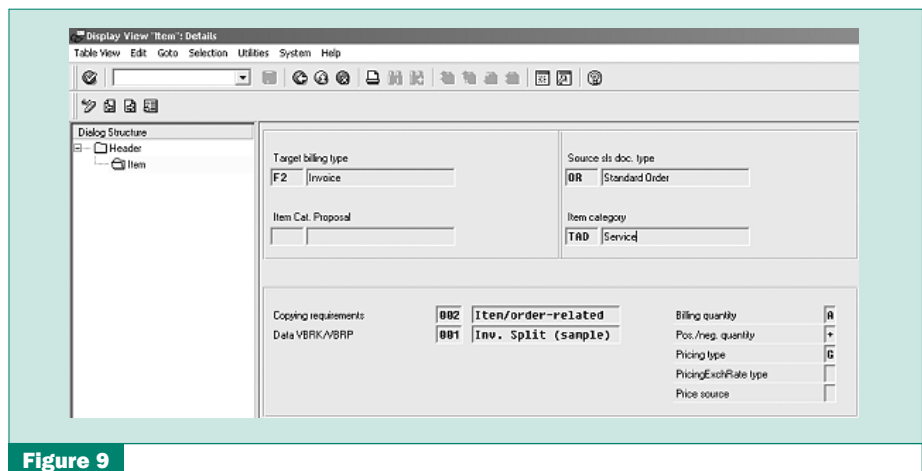 Display View "Item": Details
Table View Edit Goto Selection Utilities System Help
Dialog Structure
Header
Item
Target billing type
F2 Invoice
Source sls doc. type
OR Standard Order
Item Cat. Proposal
Item category
TAD Service
Copying requirements 002 Item/order-related
Data VBRK/VBRP 001 Inv. Split (sample)
Billing quantity A
Pos./neg. quantity +
Pricing type G
PricingExchRate type
Price source
Figure 9